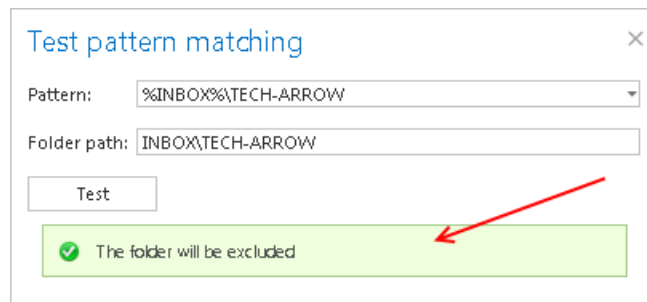 Test pattern matching
Pattern: %INBOX%\TECH-ARROW
Folder path: INBOX\TECH-ARROW
Test
The folder will be excluded